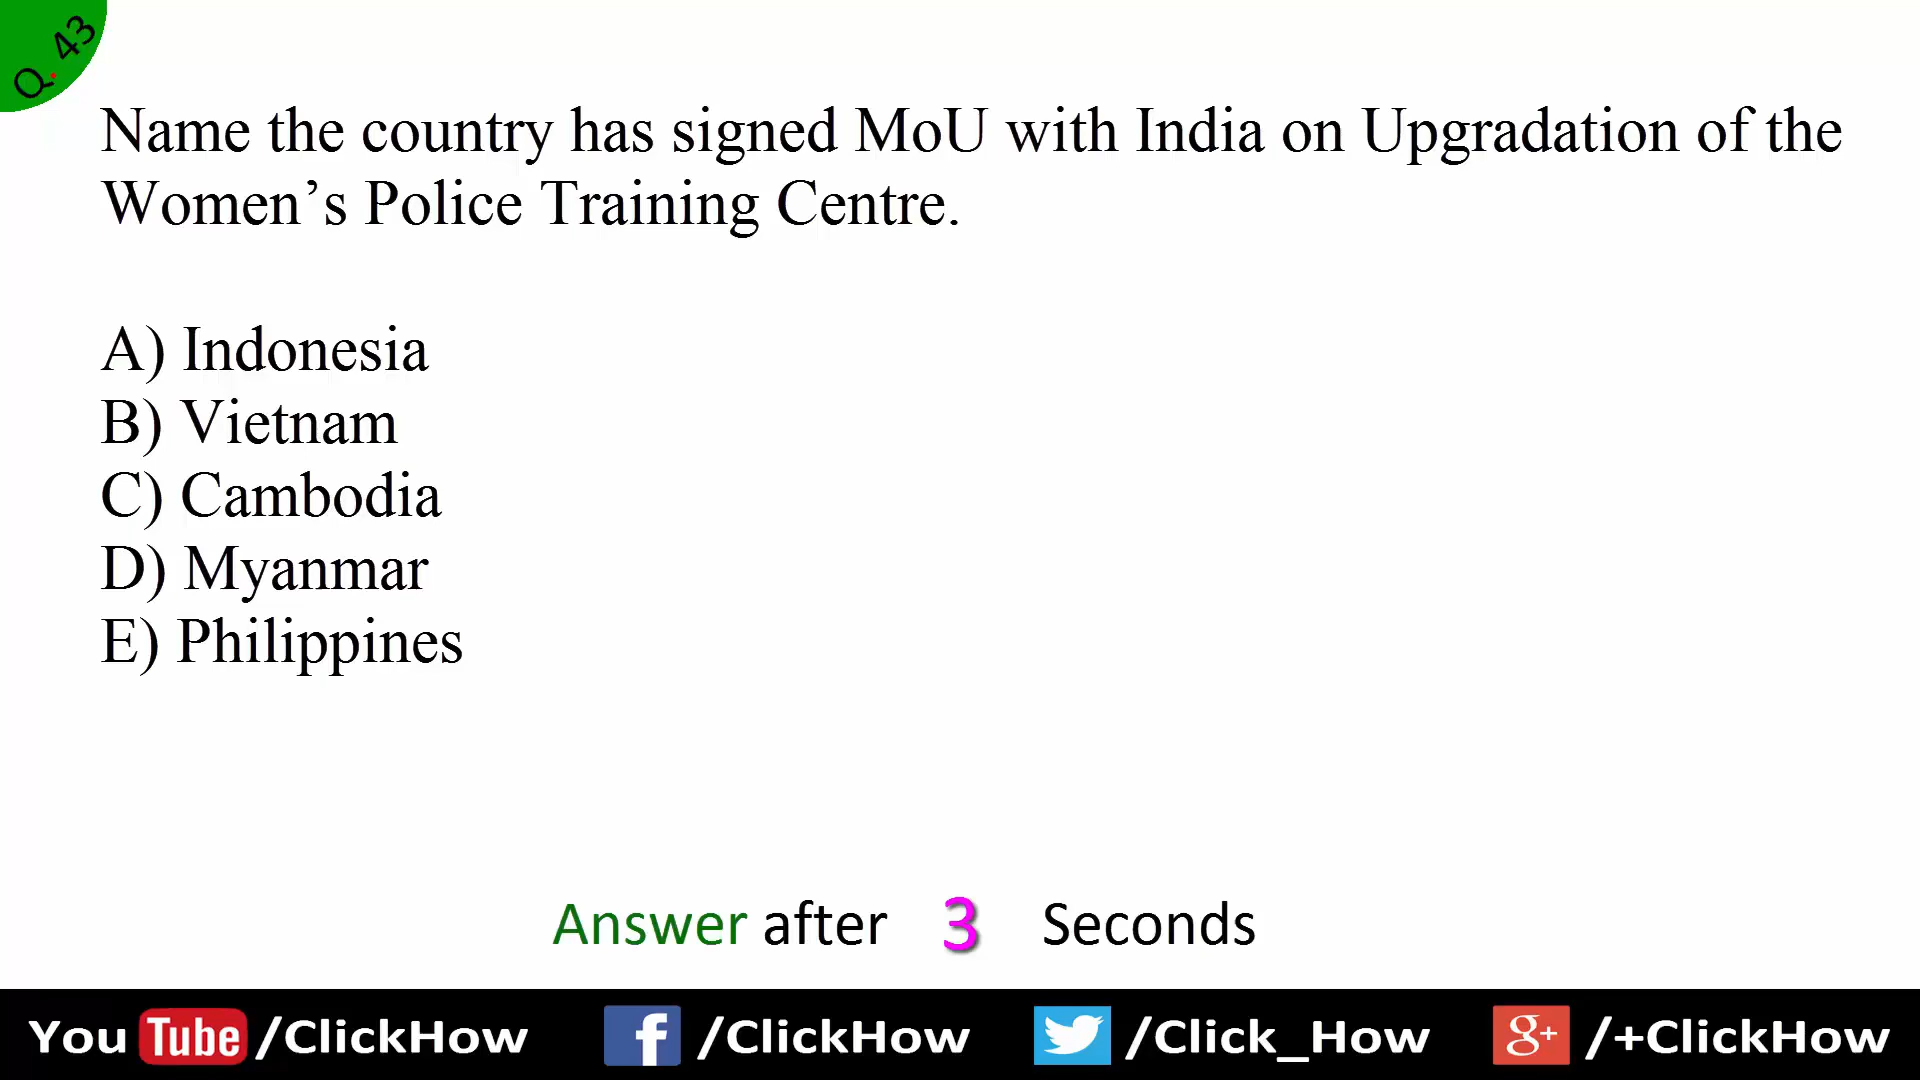 Q. 43
Name the country has signed MoU with India on Upgradation of the
Women’s Police Training Centre.
A) Indonesia
B) Vietnam
C) Cambodia
D) Myanmar
E) Philippines
Answer after 3 Seconds
You Tube /ClickHow f /ClickHow /Click_How g+ /+ClickHow